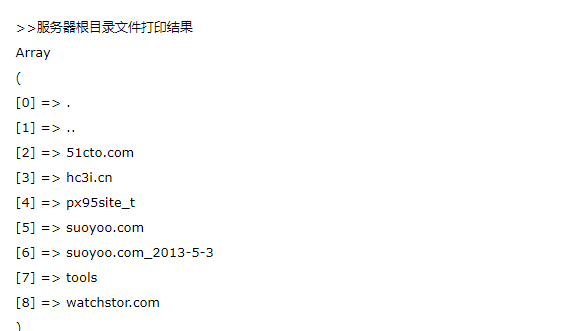 >>服务器根目录文件打印结果
Array
(
[0] => .
[1] => ..
[2] => 51cto.com
[3] => hc3i.cn
[4] => px95site_t
[5] => suoyoo.com
[6] => suoyoo.com_2013-5-3
[7] => tools
[8] => watchstor.com
)